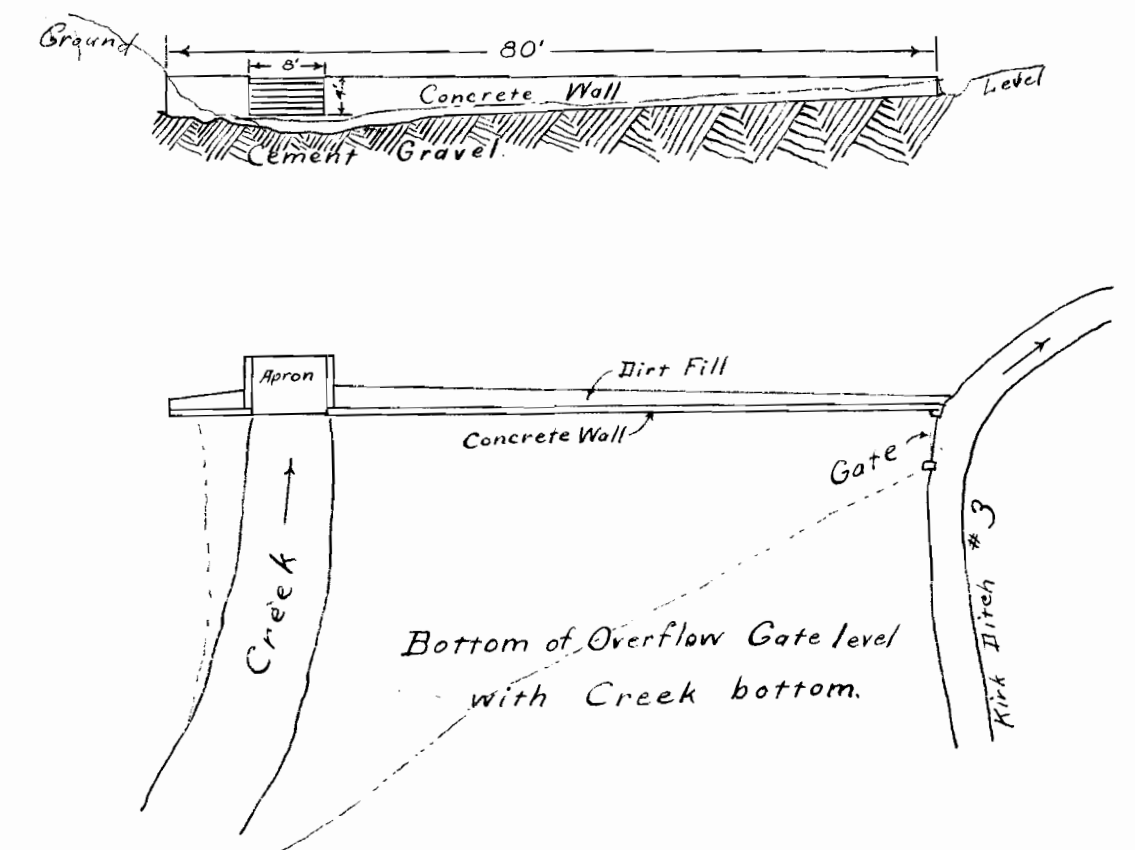 Ground
80'
8'
4'
Concrete Wall
Level
Cement Gravel.
Apron
Dirt Fill
Concrete Wall
Gate
Creek
Kirk Ditch #3
Bottom of Overflow Gate level
with Creek bottom.